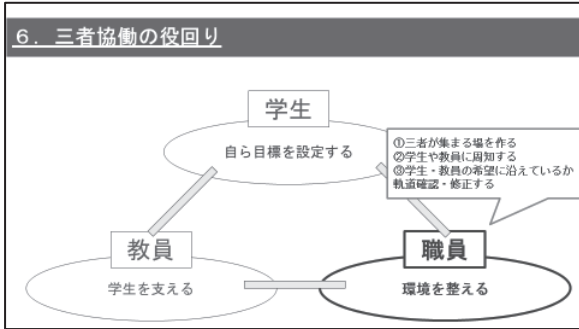 ６．三者協働の役回り
学生
自ら目標を設定する
①三者が集まる場を作る
②学生や教員に周知する
③学生・教員の希望に沿えているか
軌道確認・修正する
教員
学生を支える
職員
環境を整える